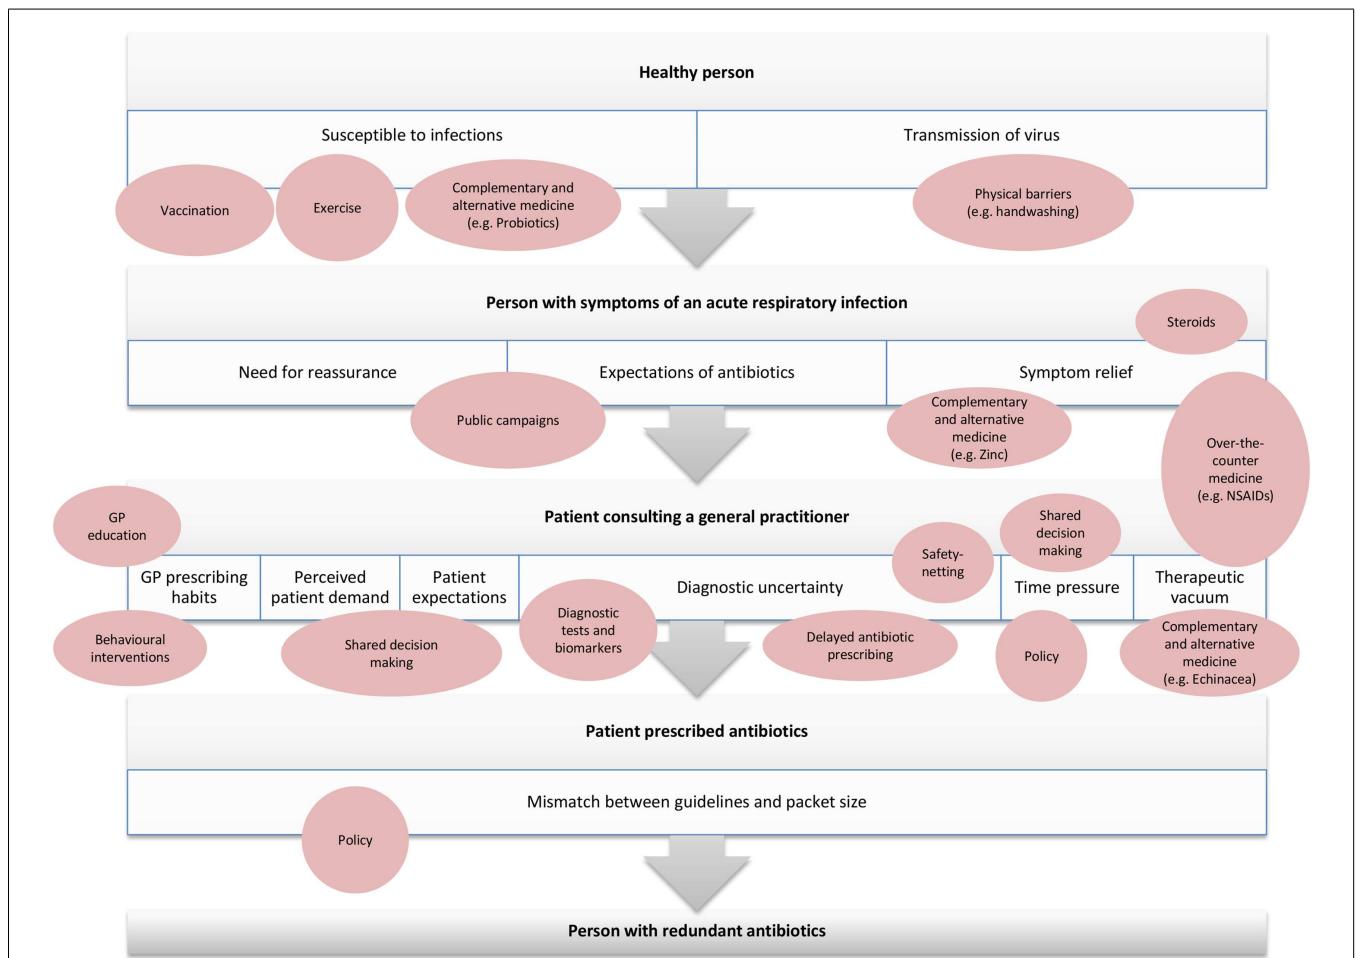 Healthy person
Susceptible to infections
Transmission of virus
Vaccination
Exercise
Complementary and
alternative medicine
(e.g. Probiotics)
Physical barriers
(e.g. handwashing)
Person with symptoms of an acute respiratory infection
Steroids
Need for reassurance
Expectations of antibiotics
Symptom relief
Public campaigns
Complementary
and alternative
medicine
(e.g. Zinc)
Over-the-
counter
medicine
(e.g. NSAIDs)
Patient consulting a general practitioner
GP
education
Safety-
netting
Shared
decision
making
GP prescribing
habits
Perceived
patient demand
Patient
expectations
Diagnostic uncertainty
Time pressure
Therapeutic
vacuum
Behavioural
interventions
Shared decision
making
Diagnostic
tests and
biomarkers
Delayed antibiotic
prescribing
Policy
Complementary
and alternative
medicine
(e.g. Echinacea)
Patient prescribed antibiotics
Mismatch between guidelines and packet size
Policy
Person with redundant antibiotics